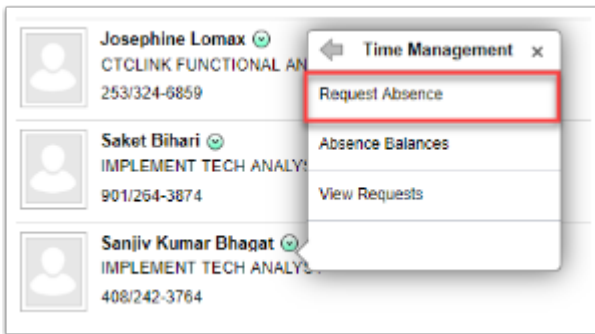 Josephine Lomax
CTCLINK FUNCTIONAL AN
253/324-6859
Saket Bihari
IMPLEMENT TECH ANALYS
901/264-3874
Sanjiv Kumar Bhagat
IMPLEMENT TECH ANALYST
408/242-3764
Time Management x
Request Absence
Absence Balances
View Requests